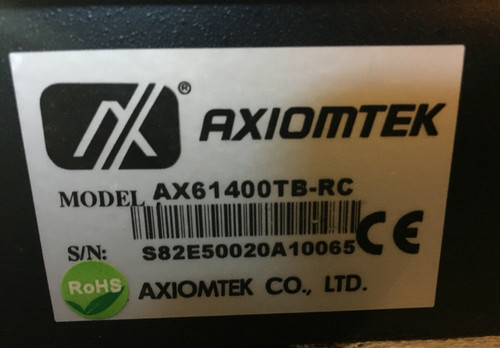 ® AXIOMTEK
MODEL AX61400TB-RC
S/N: S82E50020A10065 CE
RoHS AXIOMTEK CO., LTD.